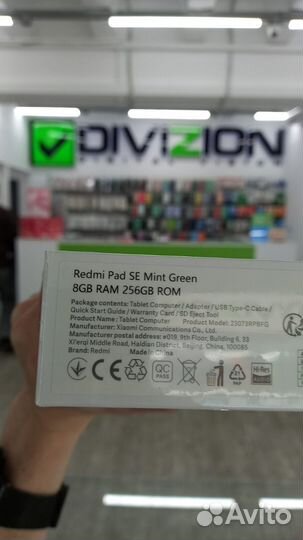 DIVIZION
Redmi Pad SE Mint Green
8GB RAM 256GB ROM
Package contents: Tablet Computer / Adapter / USB Type-C Cable /
Quick Start Guide / Warranty Card / SD Eject Tool
Product Name: Tablet Computer Product Model: 23073RPBFG
Manufacturer: Xiaomi Communications Co., Ltd.
Manufacturer postal address: #019, 9th Floor, Building 6, 33
Xi'erqi Middle Road, Haidian District, Beijing, China, 100085
Brand: Redmi Made in China
CE
QC
PASS
Hi-Res
AUDIO
Avito